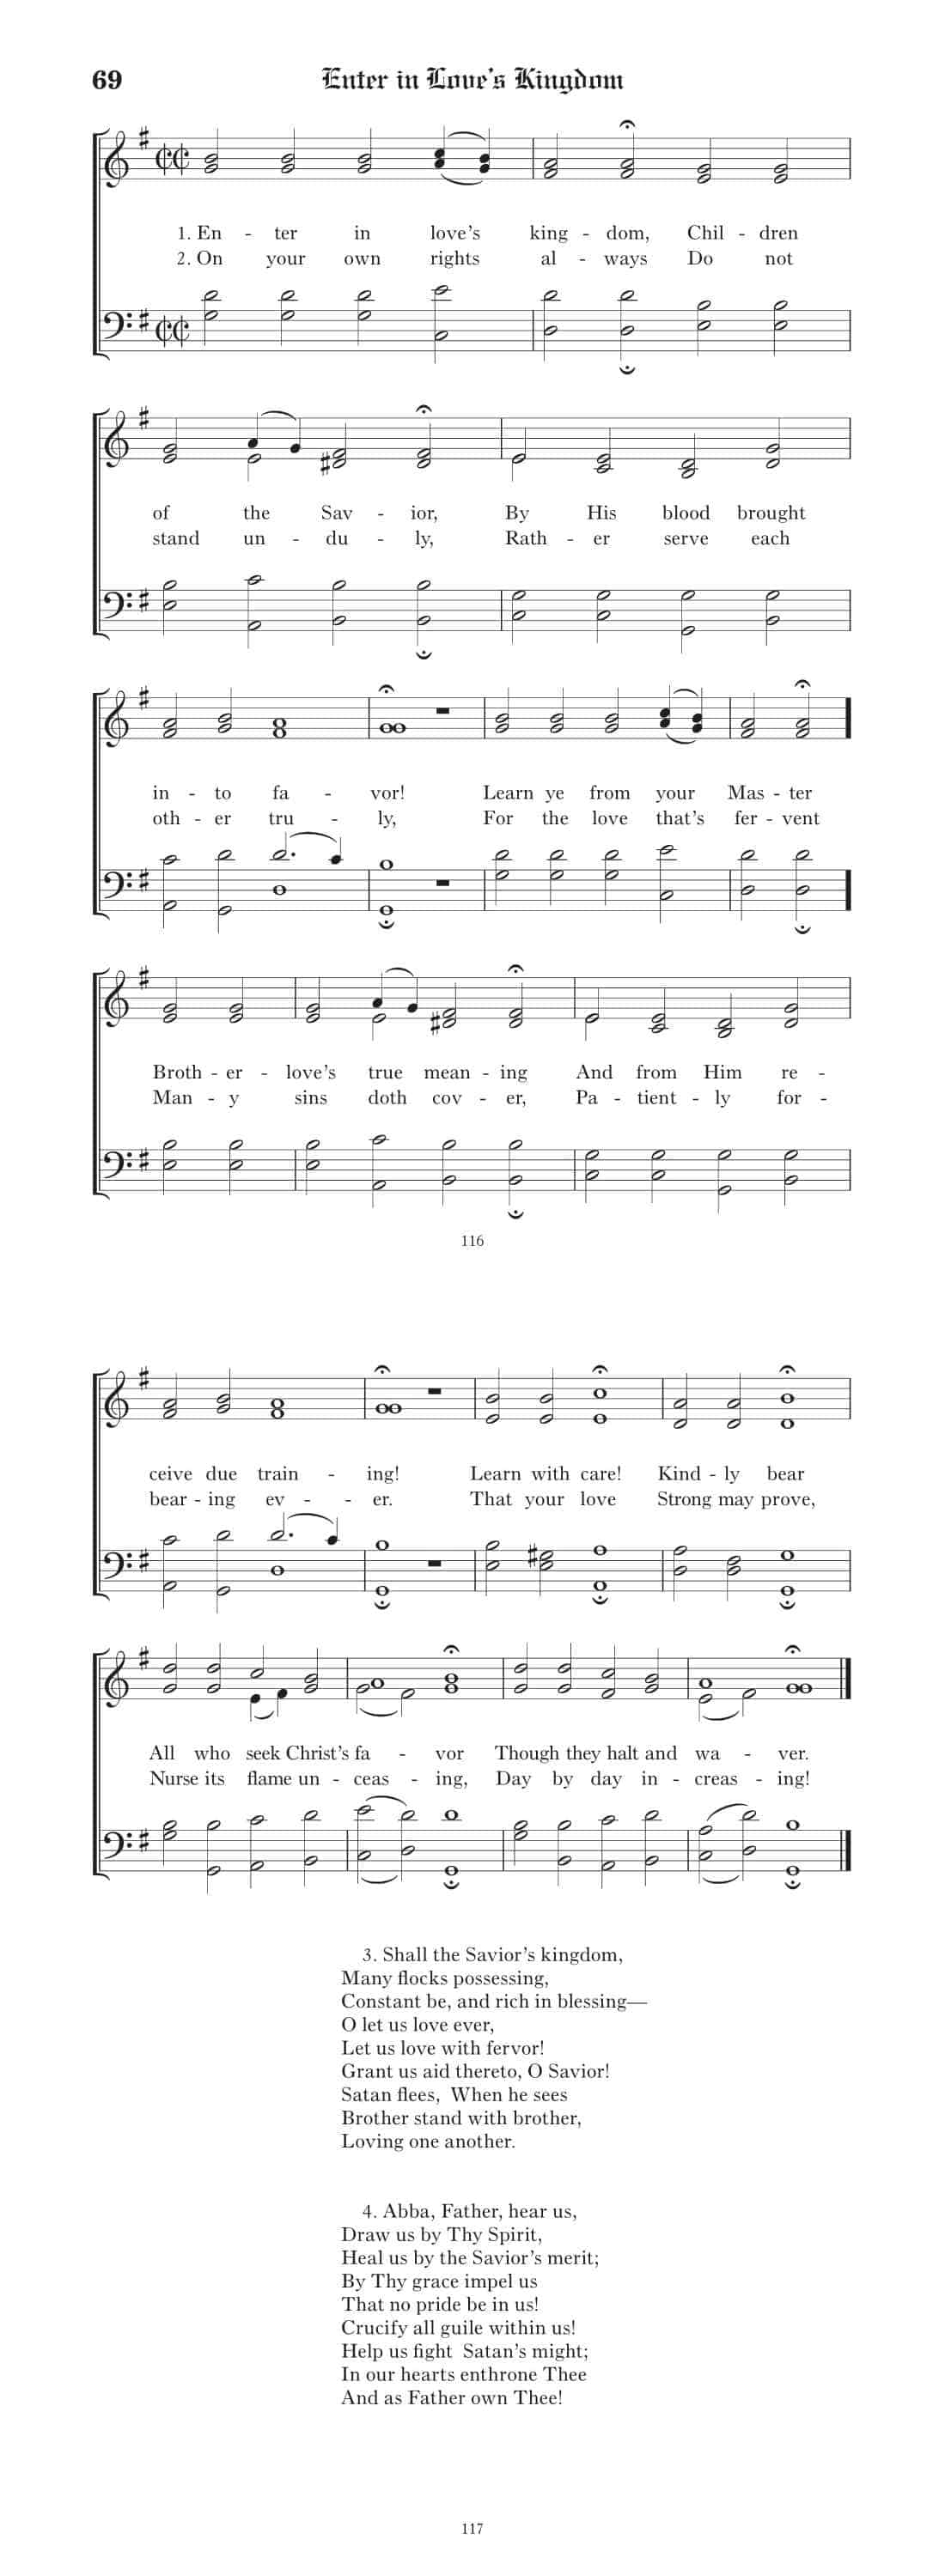 69 Enter in Love's Kingdom
1. En - ter in love's king - dom, Chil - dren
2. On your own rights al - ways Do not
of the Sav - ior, By His blood brought
stand un - du - ly, Rath - er serve each
in - to fa - vor! Learn ye from your Mas - ter
oth - er tru - ly, For the love that's fer - vent
Broth - er - love's true mean - ing And from Him re -
Man - y sins doth cov - er, Pa - tient - ly for -
116
ceive due train - ing! Learn with care! Kind - ly bear
bear - ing ev - - er. That your love Strong may prove,
All who seek Christ's fa - vor Though they halt and wa - ver.
Nurse its flame un - ceas - ing, Day by day in - creas - ing!
3. Shall the Savior's kingdom,
Many flocks possessing,
Constant be, and rich in blessing—
O let us love ever,
Let us love with fervor!
Grant us aid thereto, O Savior!
Satan flees, When he sees
Brother stand with brother,
Loving one another.
4. Abba, Father, hear us,
Draw us by Thy Spirit,
Heal us by the Savior's merit;
By Thy grace impel us
That no pride be in us!
Crucify all guile within us!
Help us fight Satan's might;
In our hearts enthrone Thee
And as Father own Thee!
117